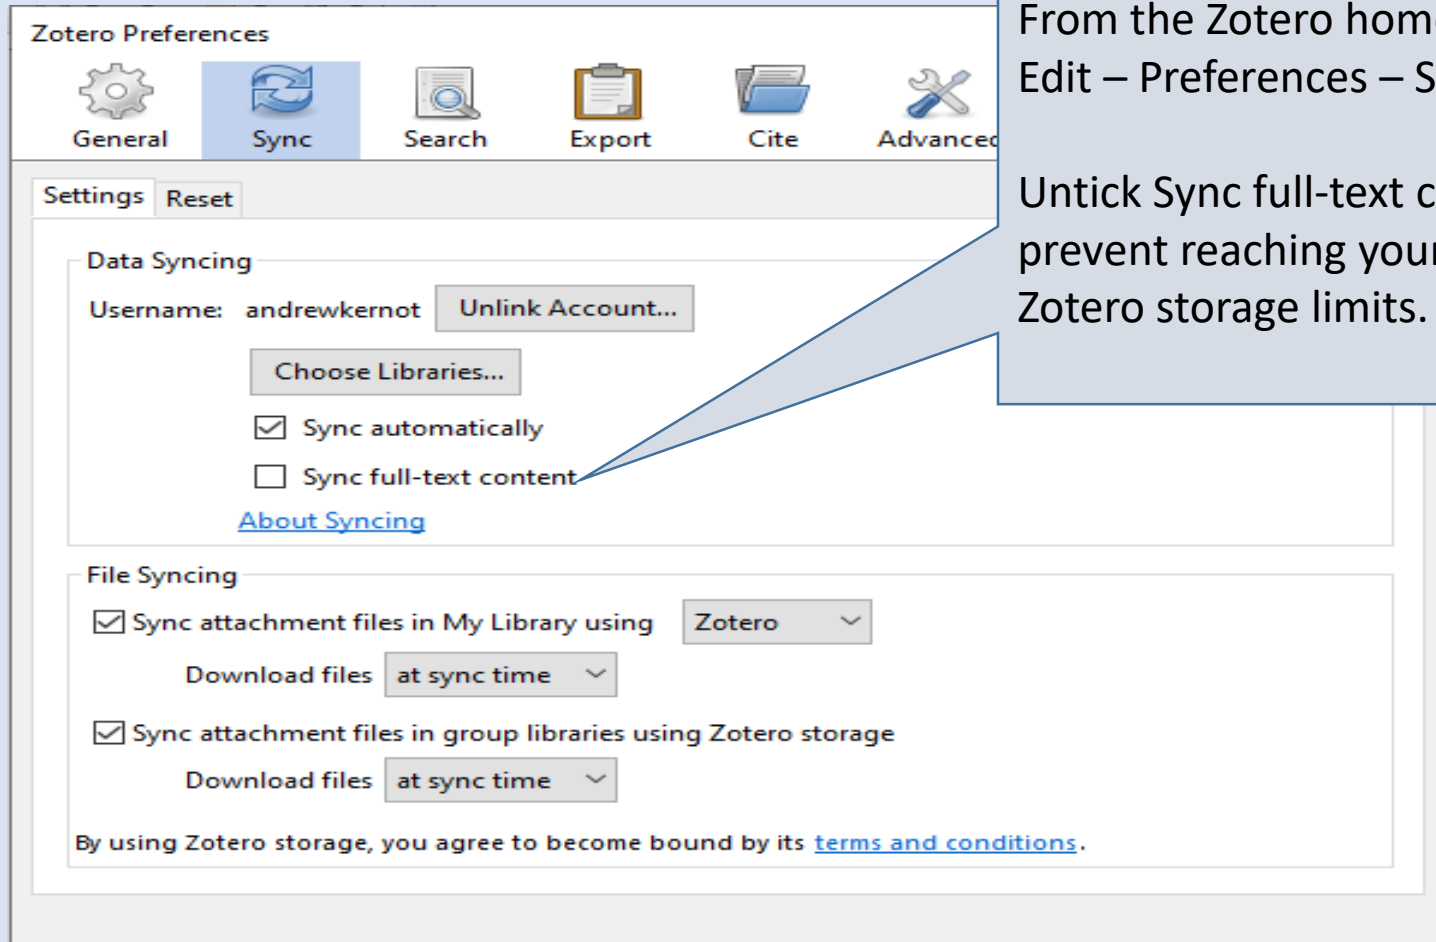 Zotero Preferences
General Sync Search Export Cite Advanced
Settings Reset
Data Syncing
Username: andrewkernot Unlink Account...
Choose Libraries...
Sync automatically
Sync full-text content
About Syncing
File Syncing
Sync attachment files in My Library using Zotero
Download files at sync time
Sync attachment files in group libraries using Zotero storage
Download files at sync time
By using Zotero storage, you agree to become bound by its terms and conditions.
From the Zotero
Edit – Preferences –
Untick Sync full-text
prevent reaching your
Zotero storage limits.